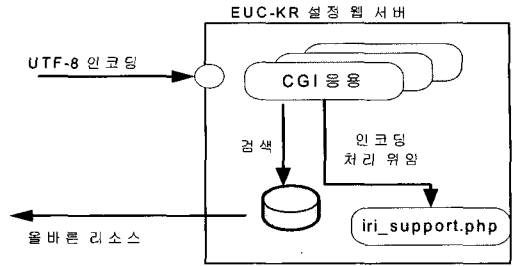 EUC-KR 설정 웹 서버
UTF-8 인코딩
CGI 응용
검색
인코딩
처리 위암
iri_support.php
올바른 리소스